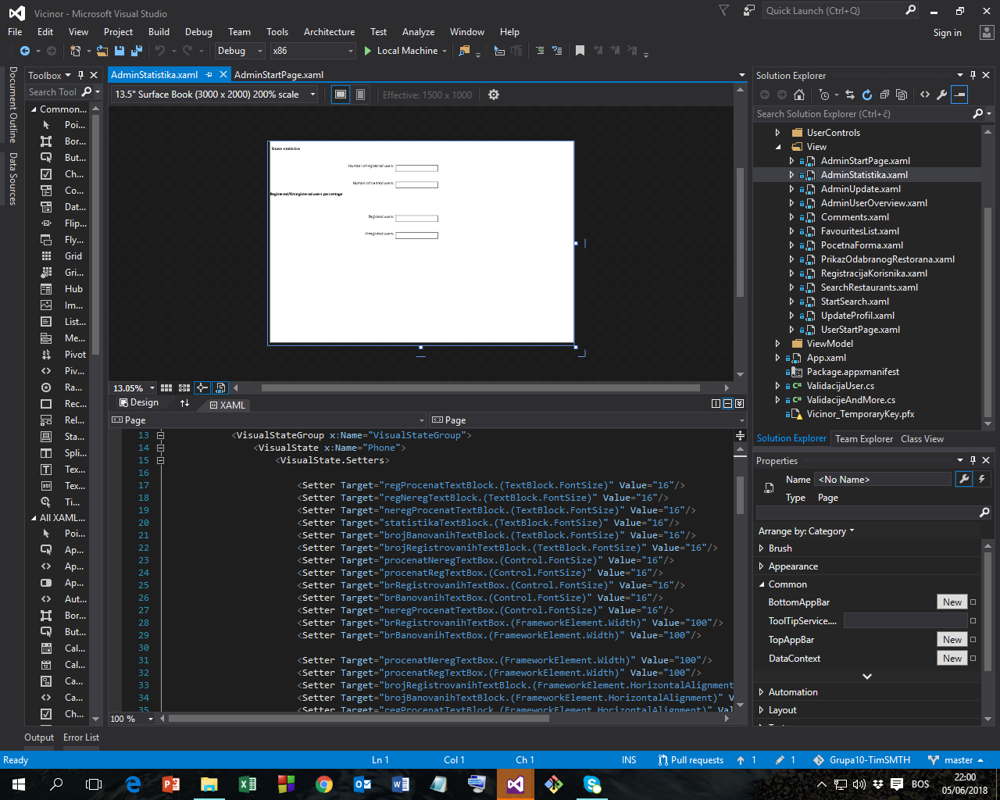 Vicinor - Microsoft Visual Studio
Quick Launch (Ctrl+Q)
File Edit View Project Build Debug Team Tools Architecture Test Analyze Window Help
Sign in
Debug x86 Local Machine
Document Outline
Data Sources
Toolbox
Search Tool
Common...
Poi...
Bor...
But...
Ch...
Co...
Dat...
Flip...
Fly...
Grid
Gri...
Hub
Im...
List...
Me...
Pivot
Piv...
Ra...
Rec...
Rel...
Sta...
Spli...
Tex...
Tex...
Ti...
All XAML...
Poi...
Ap...
Ap...
Ap...
Aut...
Bor...
But...
Cal...
Cal...
Ca...
Ca...
Ch...
AdminStatistika.xaml AdminStartPage.xaml
13.5" Surface Book (3000 x 2000) 200% scale Effective: 1500 x 1000
Users statistics
Number of registered users:
Number of banned users:
Registered/Unregistered users percentage
Registered users:
Unregistered users:
13.05%
Design XAML
Page Page
13 <VisualStateGroup x:Name="VisualStateGroup">
14 <VisualState x:Name="Phone">
15 <VisualState.Setters>
16
17 <Setter Target="regProcenatTextBlock.(TextBlock.FontSize)" Value="16"/>
18 <Setter Target="regNeregTextBlock.(TextBlock.FontSize)" Value="16"/>
19 <Setter Target="neregProcenatTextBlock.(TextBlock.FontSize)" Value="16"/>
20 <Setter Target="statistikaTextBlock.(TextBlock.FontSize)" Value="16"/>
21 <Setter Target="brojBanovanihTextBlock.(TextBlock.FontSize)" Value="16"/>
22 <Setter Target="brojRegistrovanihTextBlock.(TextBlock.FontSize)" Value="16"/>
23 <Setter Target="procenatNeregTextBox.(Control.FontSize)" Value="16"/>
24 <Setter Target="procenatRegTextBox.(Control.FontSize)" Value="16"/>
25 <Setter Target="brRegistrovanihTextBox.(Control.FontSize)" Value="16"/>
26 <Setter Target="brBanovanihTextBox.(Control.FontSize)" Value="16"/>
27 <Setter Target="neregProcenatTextBox.(Control.FontSize)" Value="16"/>
28 <Setter Target="brRegistrovanihTextBox.(FrameworkElement.Width)" Value="100"/>
29 <Setter Target="brBanovanihTextBox.(FrameworkElement.Width)" Value="100"/>
30
31 <Setter Target="procenatNeregTextBox.(FrameworkElement.Width)" Value="100"/>
32 <Setter Target="procenatRegTextBox.(FrameworkElement.Width)" Value="100"/>
33 <Setter Target="brojRegistrovanihTextBox.(FrameworkElement.HorizontalAlignment
34 <Setter Target="brojBanovanihTextBox.(FrameworkElement.HorizontalAlignment)" V
35 <Setter Target="regProcenatTextBox.(FrameworkElement.HorizontalAlignment)" Val
100 %
Solution Explorer
Search Solution Explorer (Ctrl+č)
UserControls
View
AdminStartPage.xaml
AdminStatistika.xaml
AdminUpdate.xaml
AdminUserOverview.xaml
Comments.xaml
FavouritesList.xaml
PocetnaForma.xaml
PrikazOdabranogRestorana.xaml
RegistracijaKorisnika.xaml
SearchRestaurants.xaml
StartSearch.xaml
UpdateProfil.xaml
UserStartPage.xaml
ViewModel
App.xaml
Package.appxmanifest
C# ValidacijaUser.cs
C# ValidacijeAndMore.cs
Vicinor_TemporaryKey.pfx
Solution Explorer Team Explorer Class View
Properties
Name <No Name>
Type Page
Arrange by: Category
Brush
Appearance
Common
BottomAppBar New
ToolTipService....
TopAppBar New
DataContext New
Automation
Layout
Output Error List
Ready Ln 1 Col 1 Ch 1 INS Pull requests 1 1 Grupa10-TimSMTH master
BOS
22:00
05/06/2018